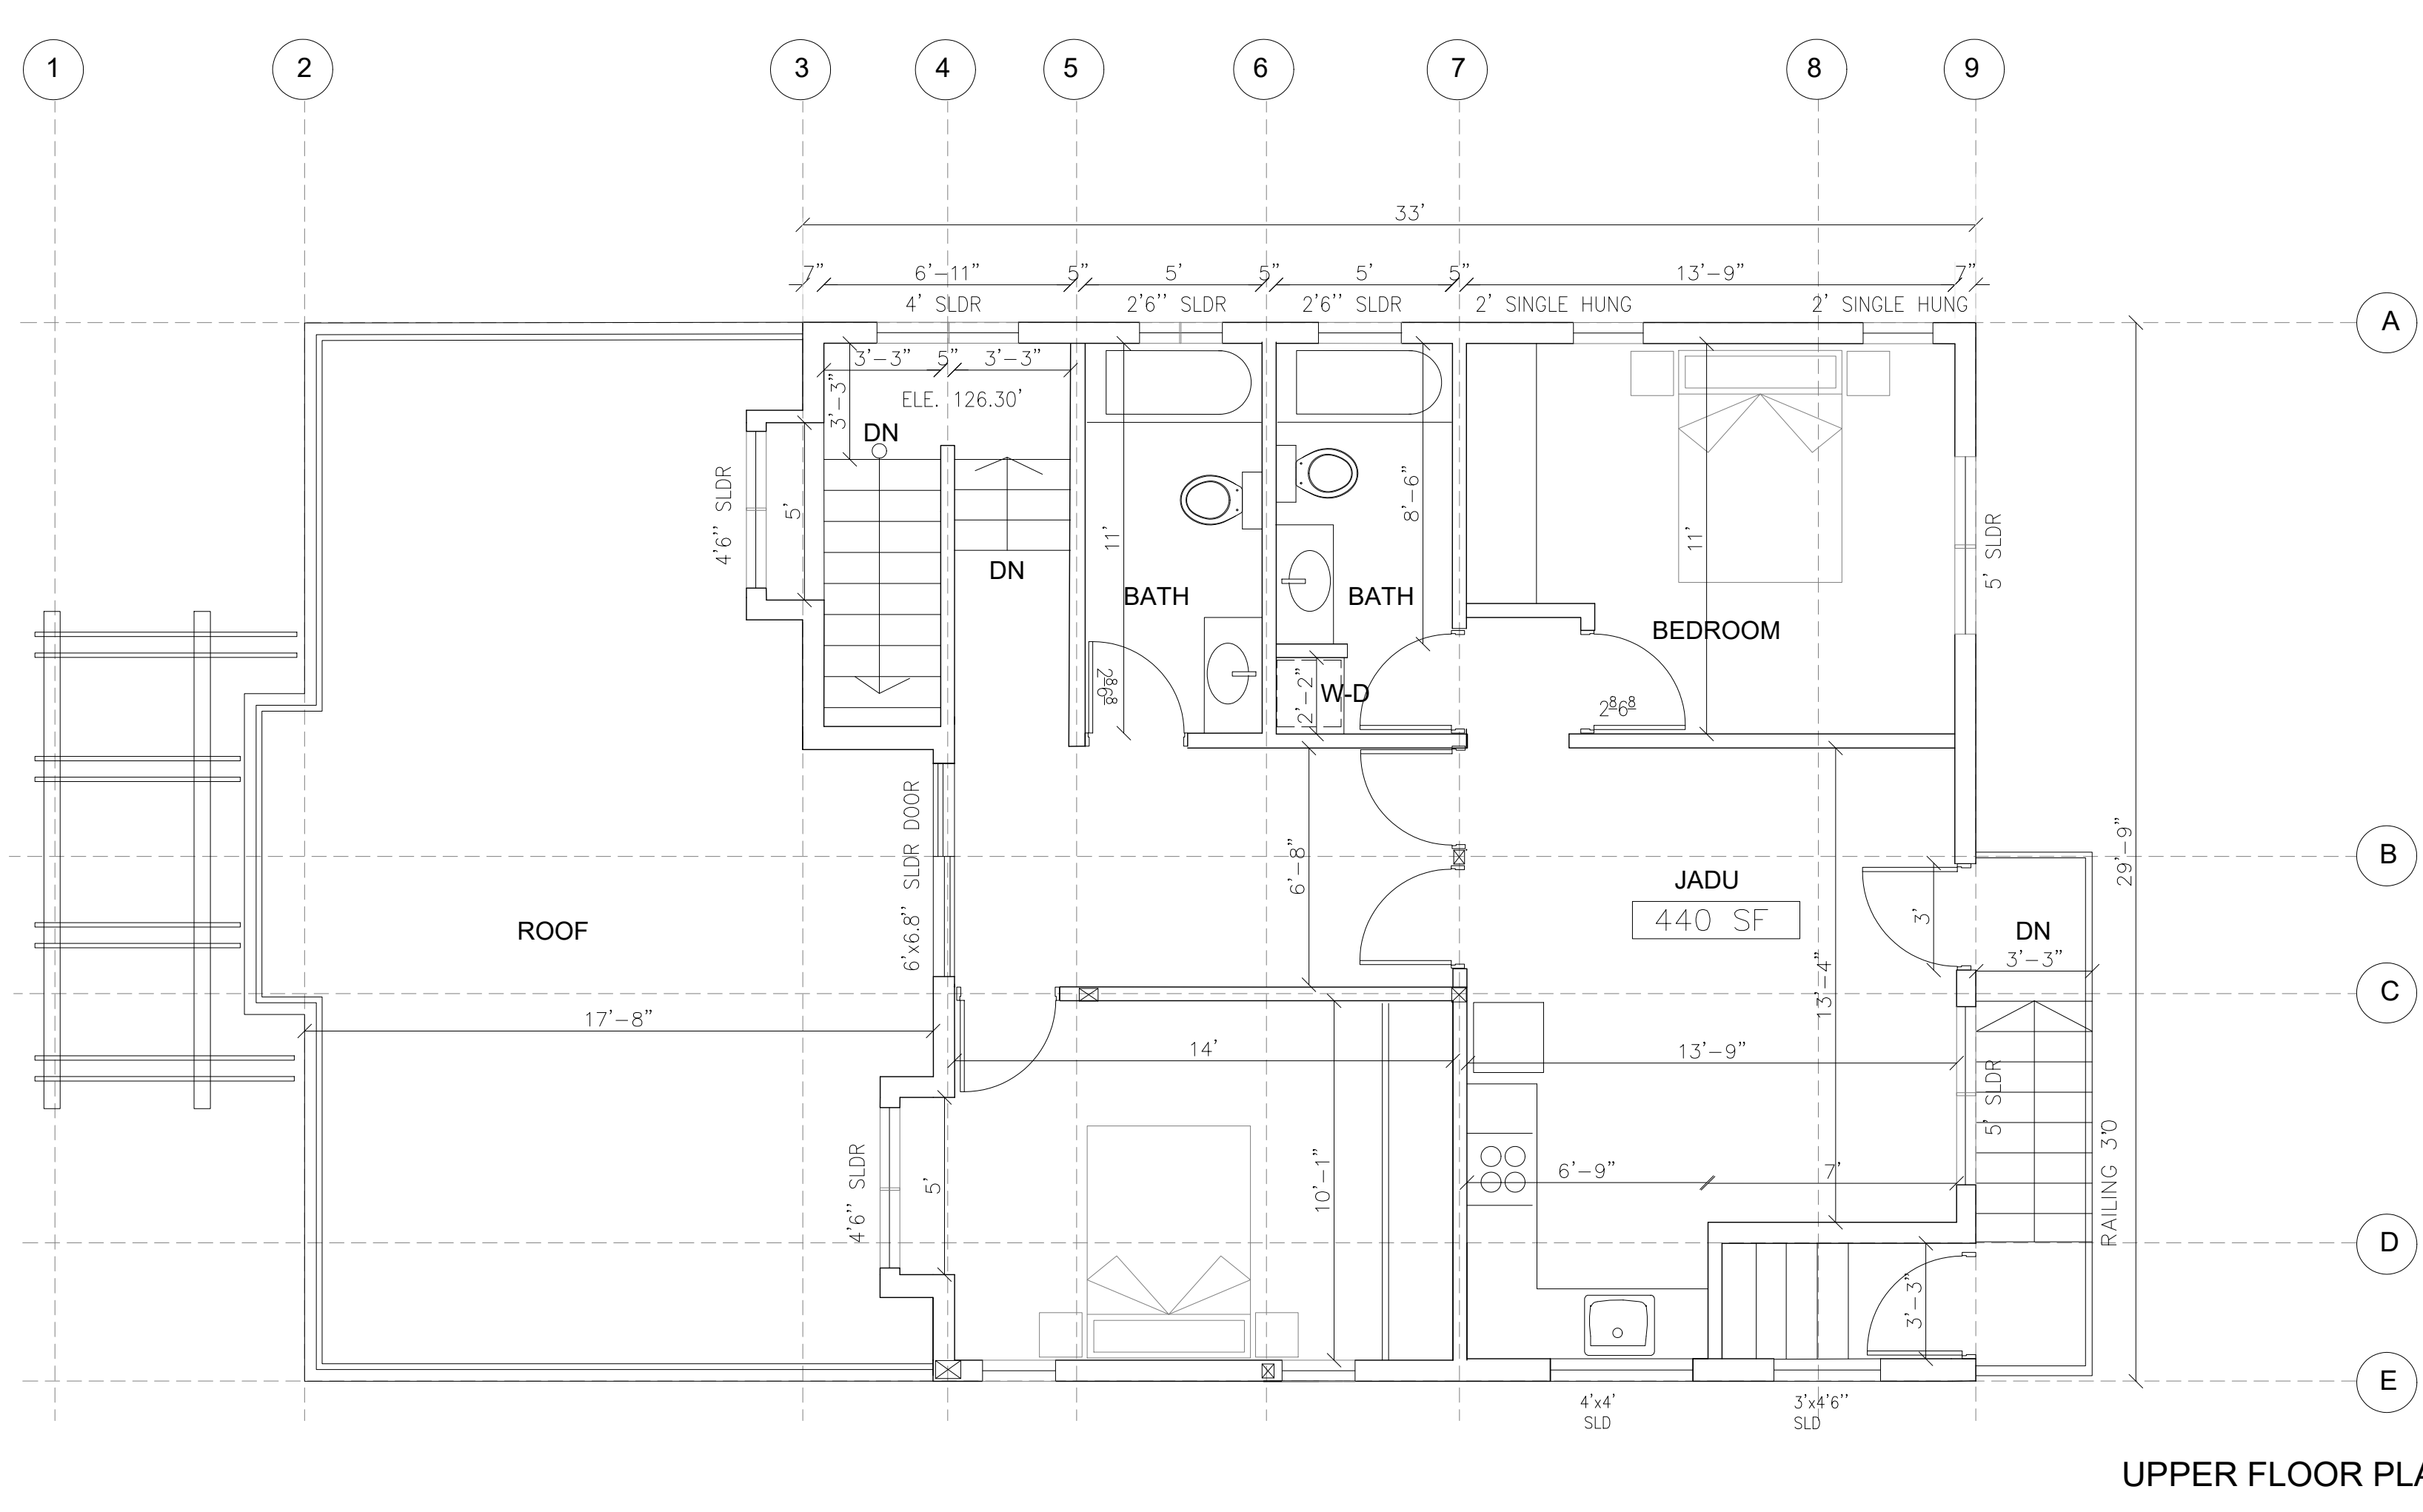 1 2 3 4 5 6 7 8 9
33'
7" 6'-11" 5" 5' 5" 5' 5" 13'-9" 7"
4' SLDR 2'6'' SLDR 2'6'' SLDR 2' SINGLE HUNG 2' SINGLE HUNG
A
3'-3" 5" 3'-3"
3'-3"
ELE. 126.30'
DN
4'6'' SLDR
5'
DN
11'
8'-6"
11'
5' SLDR
BATH
BATH
BEDROOM
2868
2'-2"
W-D
2868
6'x6.8'' SLDR DOOR
6'-8"
29'-9"
B
JADU
440 SF
3'
ROOF
DN
3'-3"
13'-4"
C
17'-8"
14'
13'-9"
5' SLDR
RAILING 3'0
4'6'' SLDR
5'
10'-1"
6'-9" 7'
D
3'-3"
E
4'x4'
SLD
3'x4'6''
SLD
UPPER FLOOR PLA